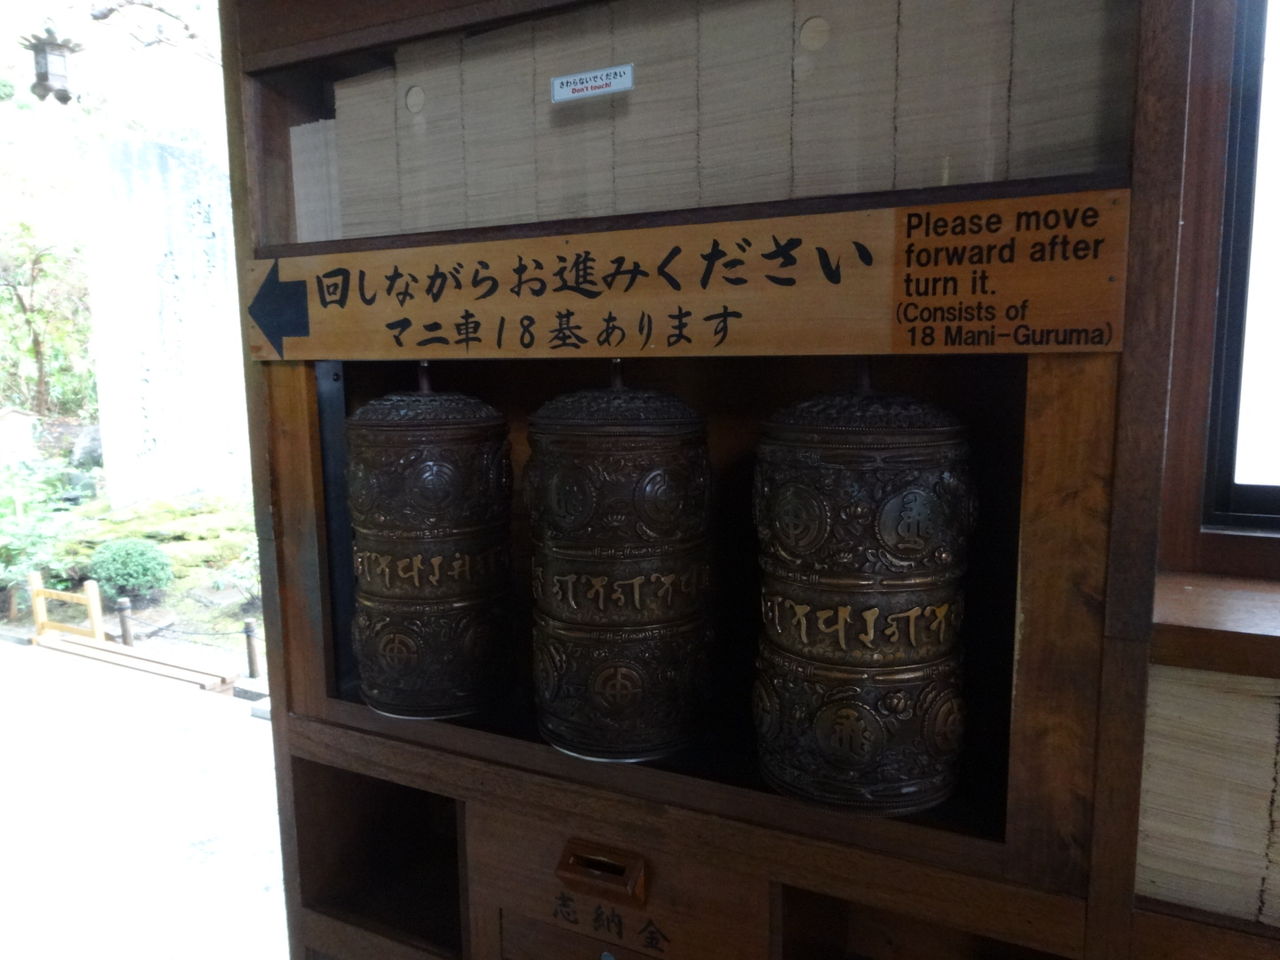 さわらないでください
Don't touch!
回しながらお進みください
マニ車18基あります
Please move
forward after
turn it.
(Consists of
18 Mani-Guruma)
志納金